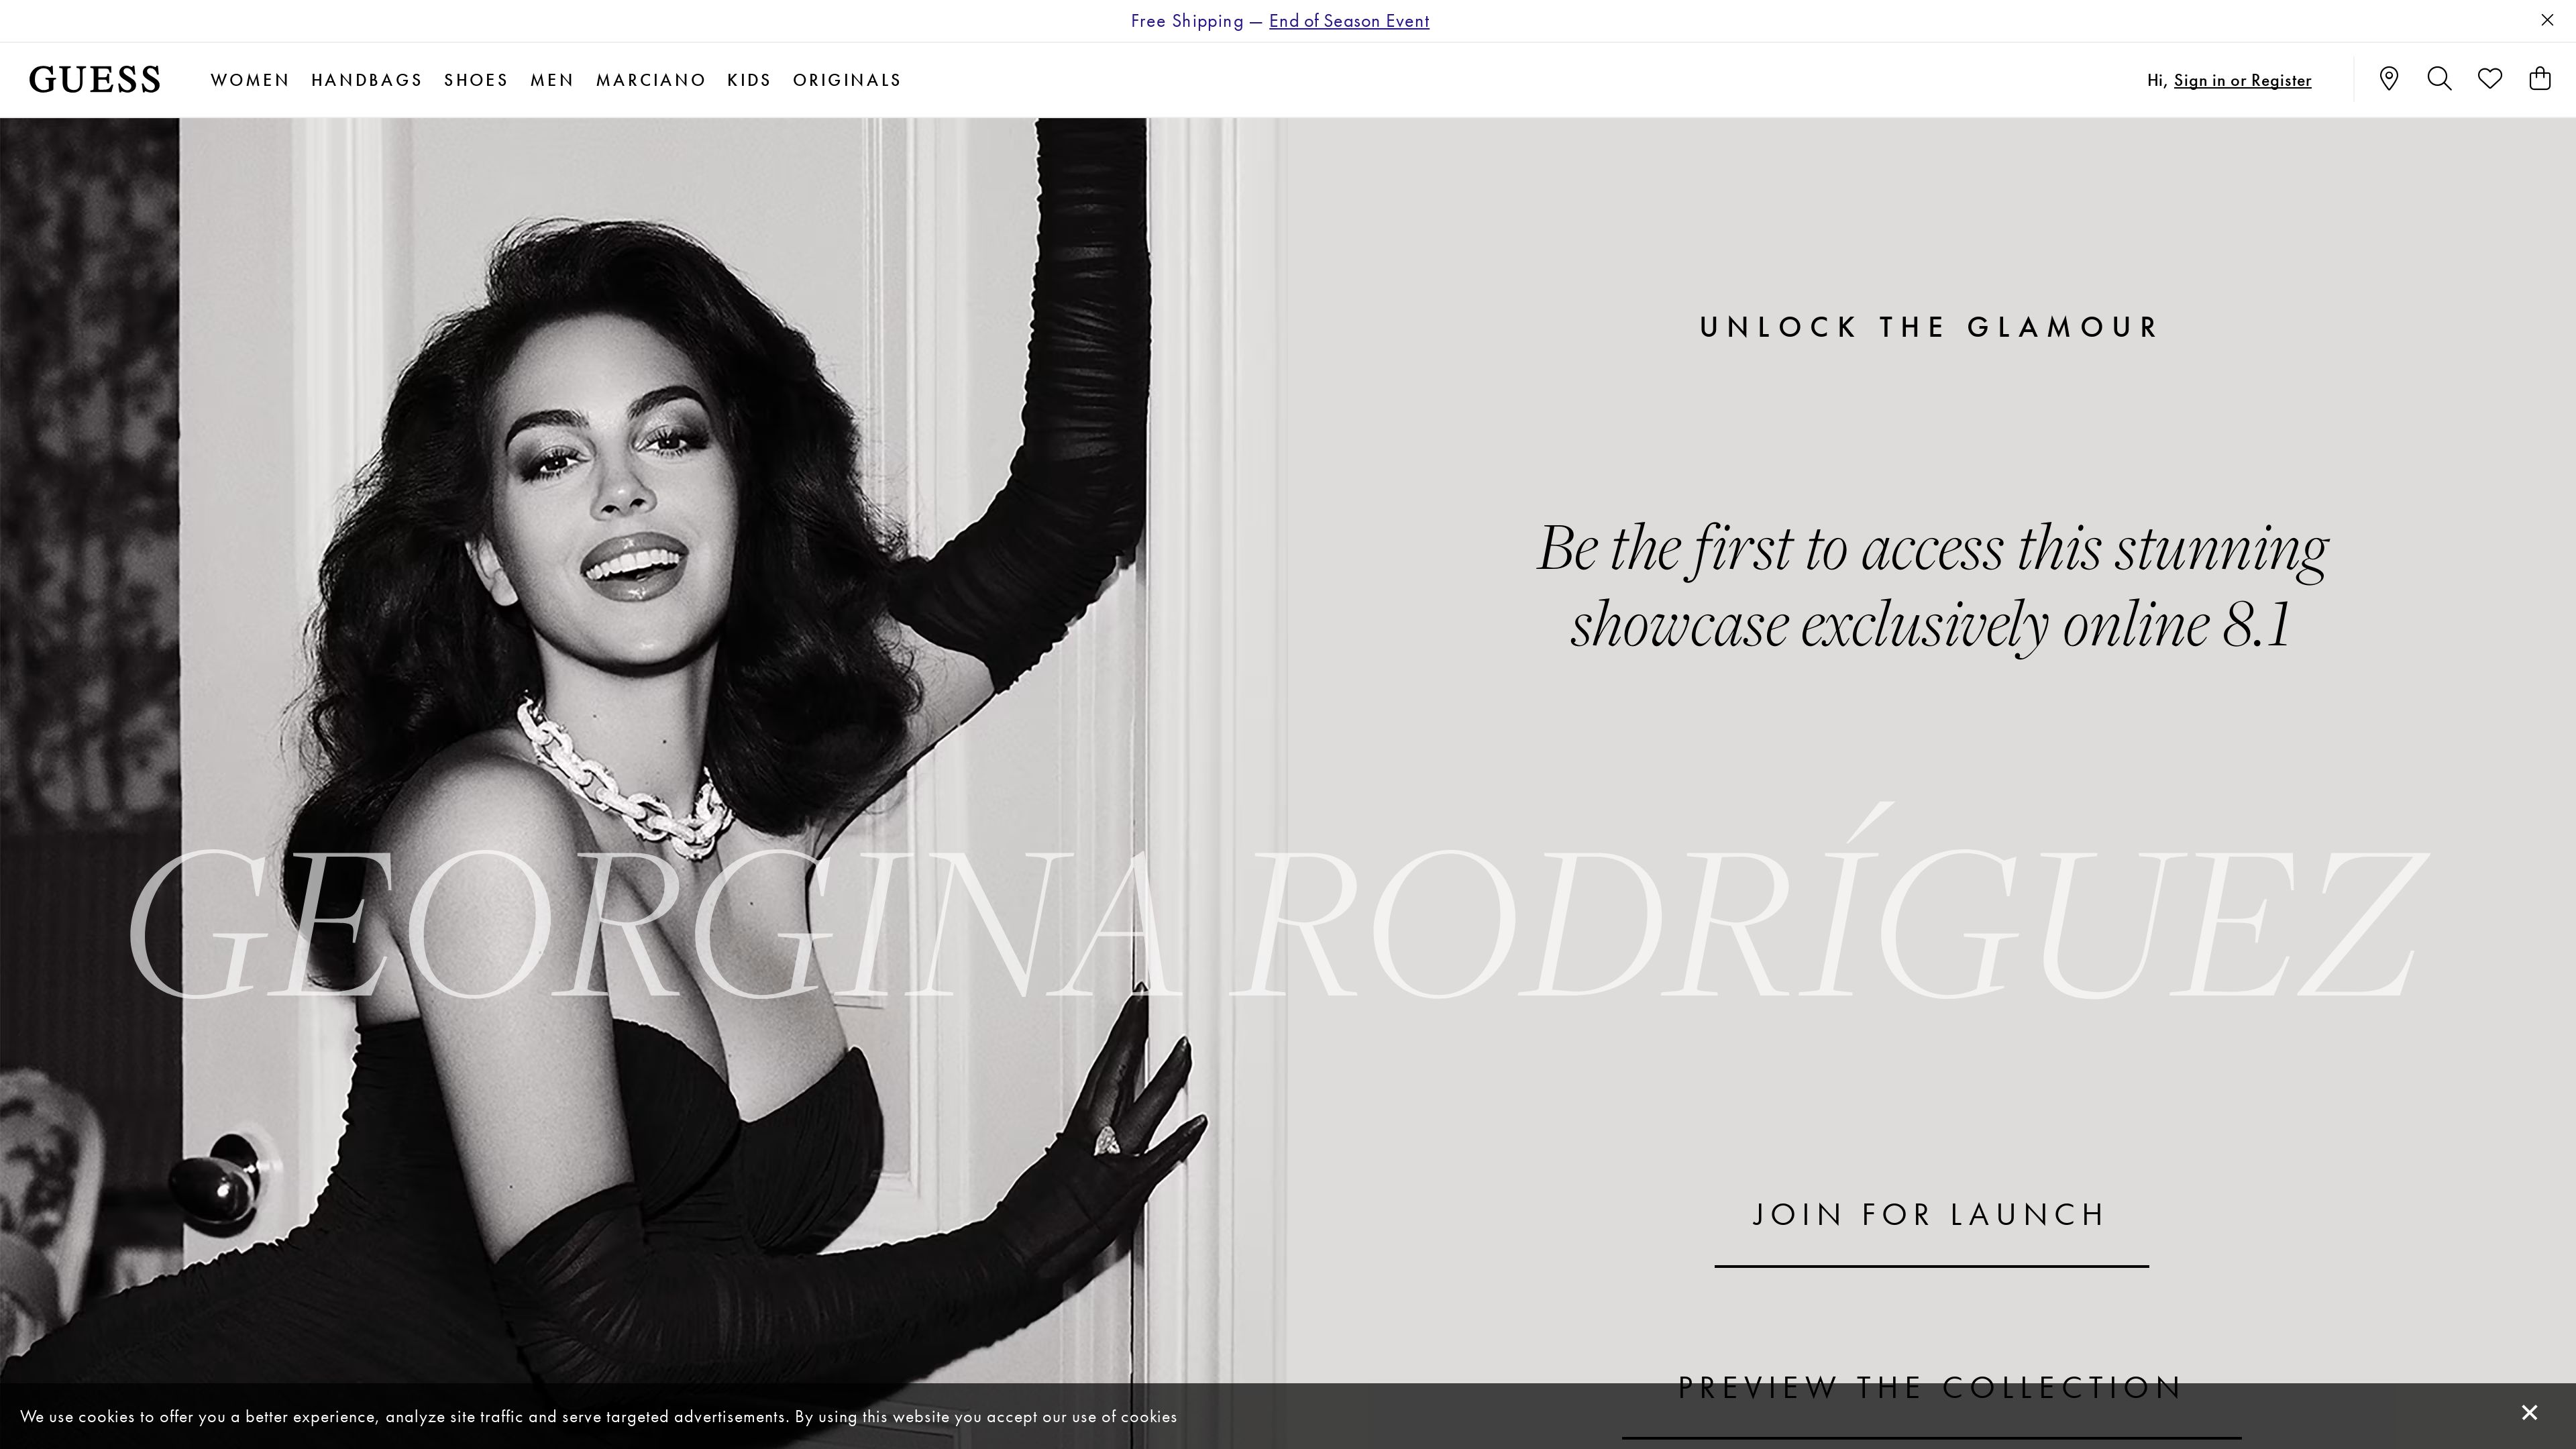 Free Shipping — End of Season Event
GUESS
WOMEN HANDBAGS SHOES MEN MARCIANO KIDS ORIGINALS
Hi, Sign in or Register
UNLOCK THE GLAMOUR
Be the first to access this stunning
showcase exclusively online 8.1
GEORGINA RODRÍGUEZ
JOIN FOR LAUNCH
PREVIEW THE COLLECTION
We use cookies to offer you a better experience, analyze site traffic and serve targeted advertisements. By using this website you accept our use of cookies